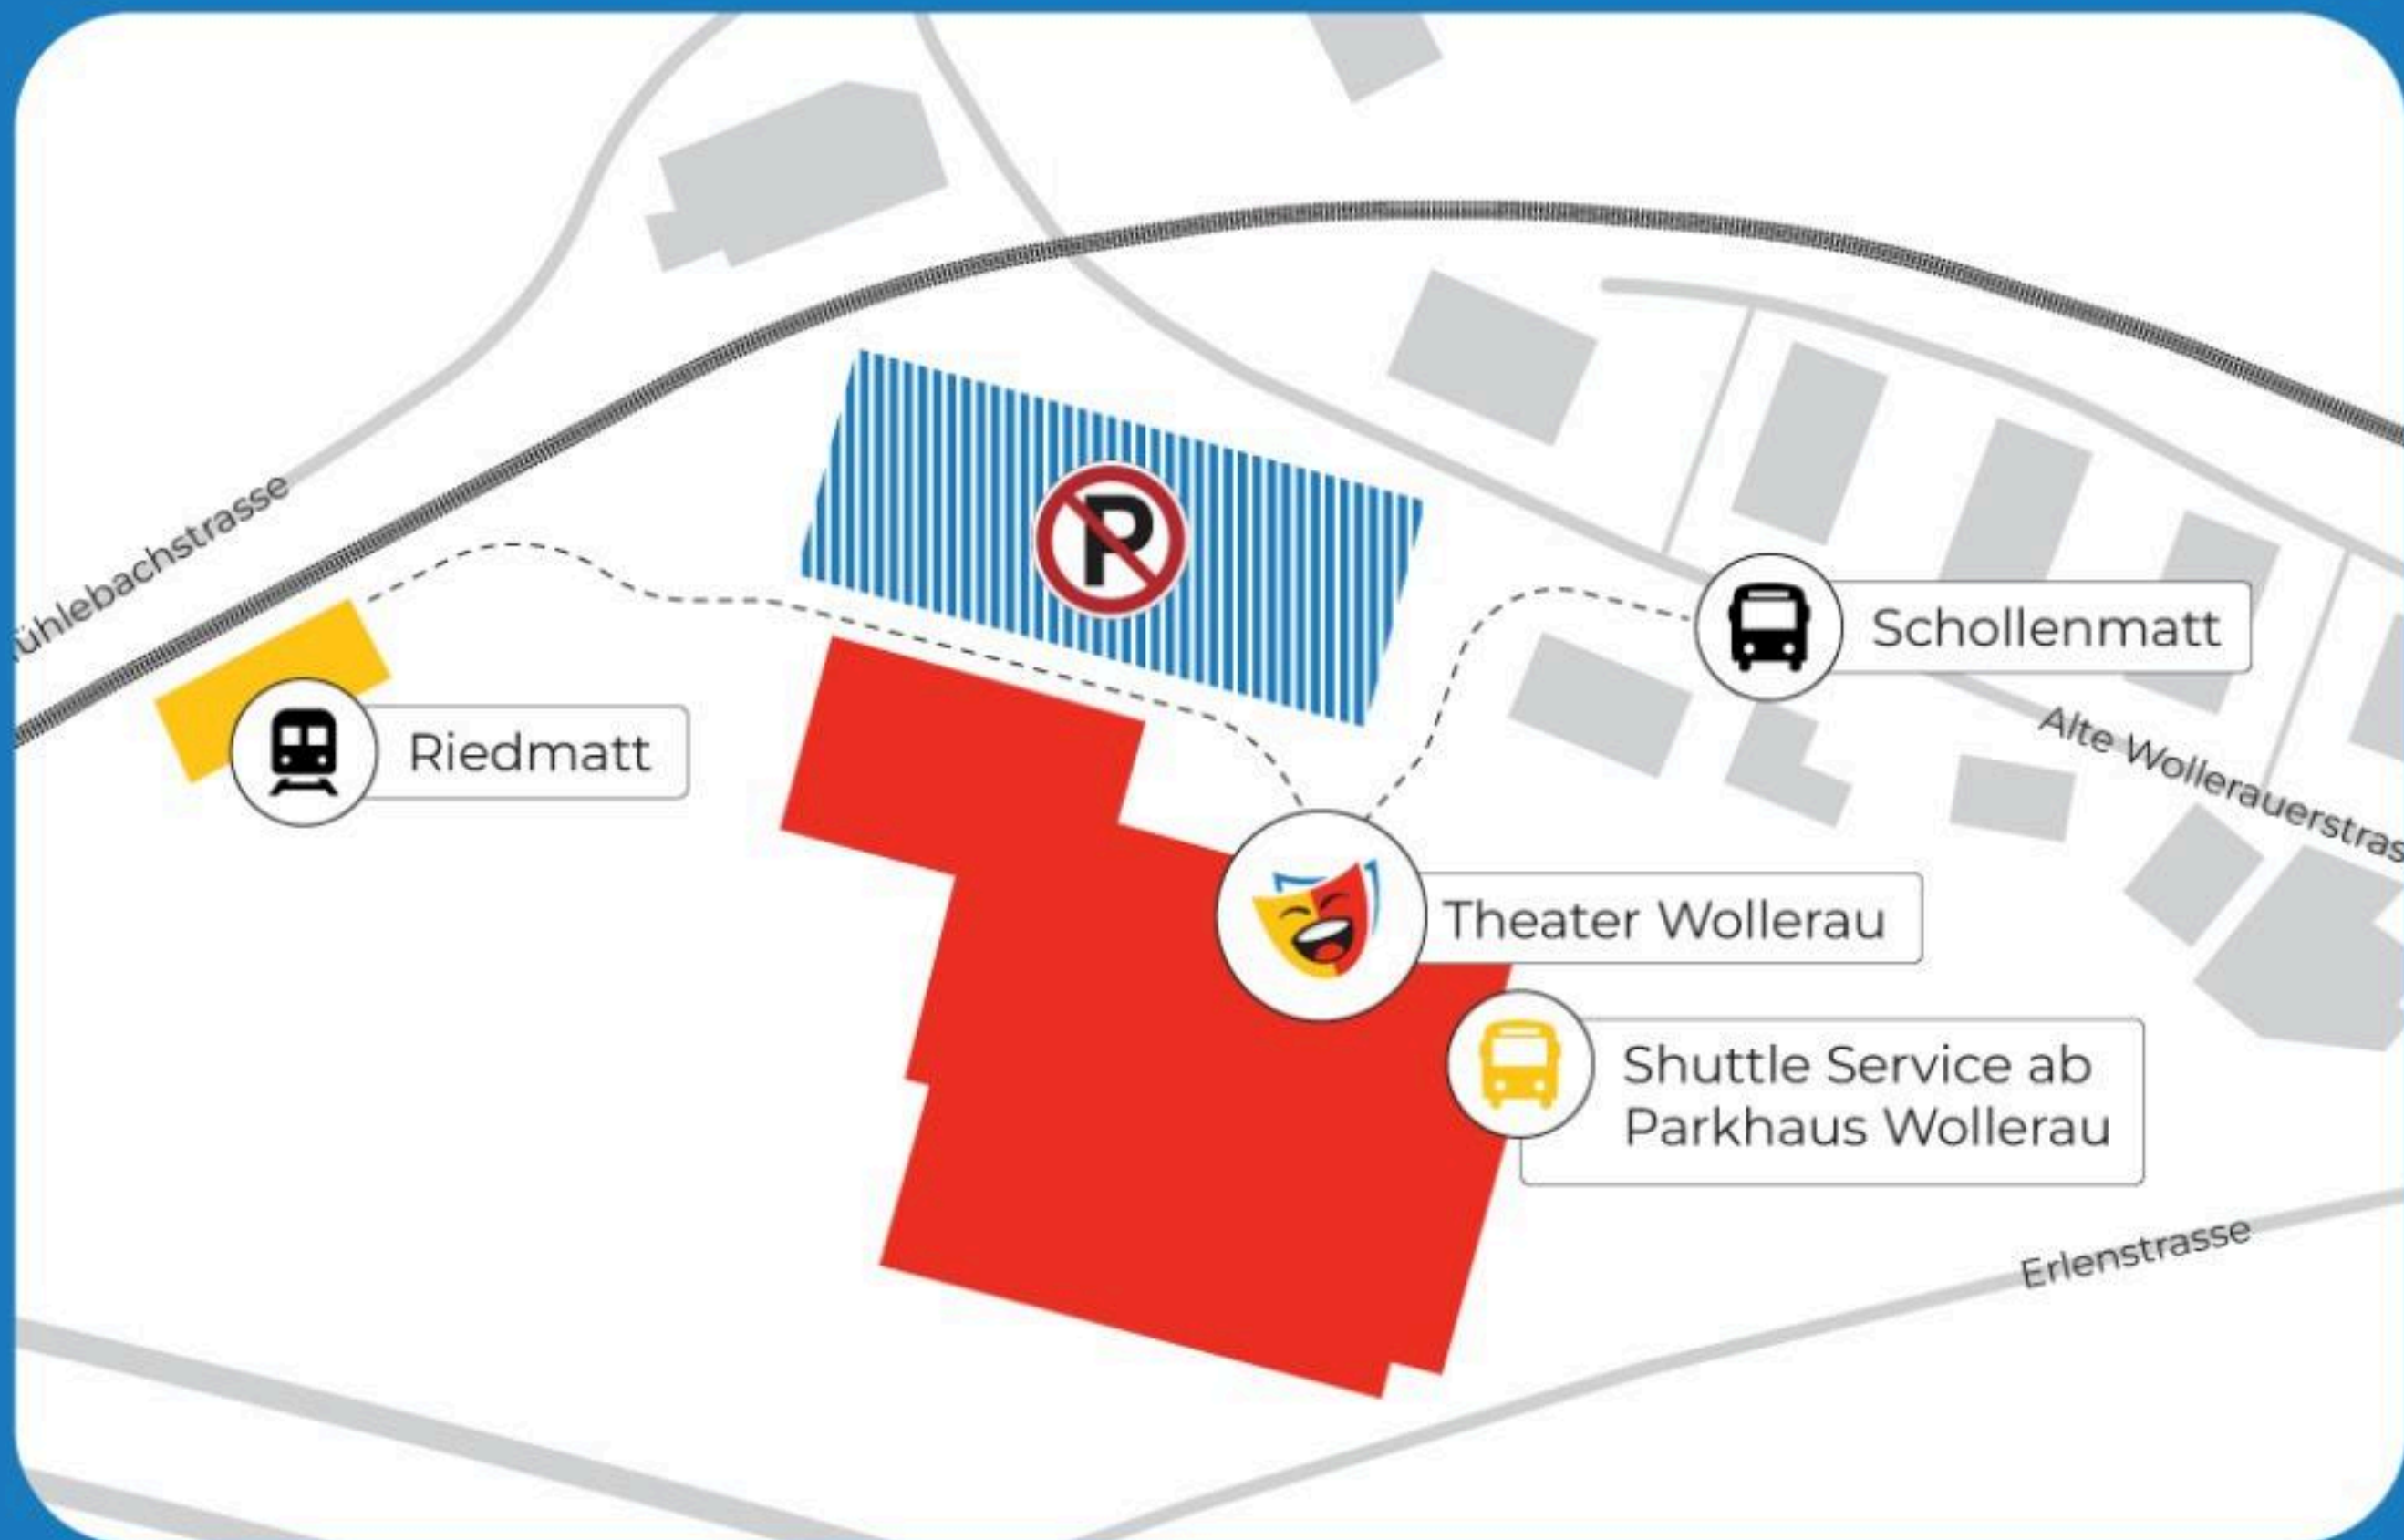 ühlebachstrasse
P
Schollenmatt
Riedmatt
Alte Wollerauerstras
Theater Wollerau
Shuttle Service ab
Parkhaus Wollerau
Erlenstrasse